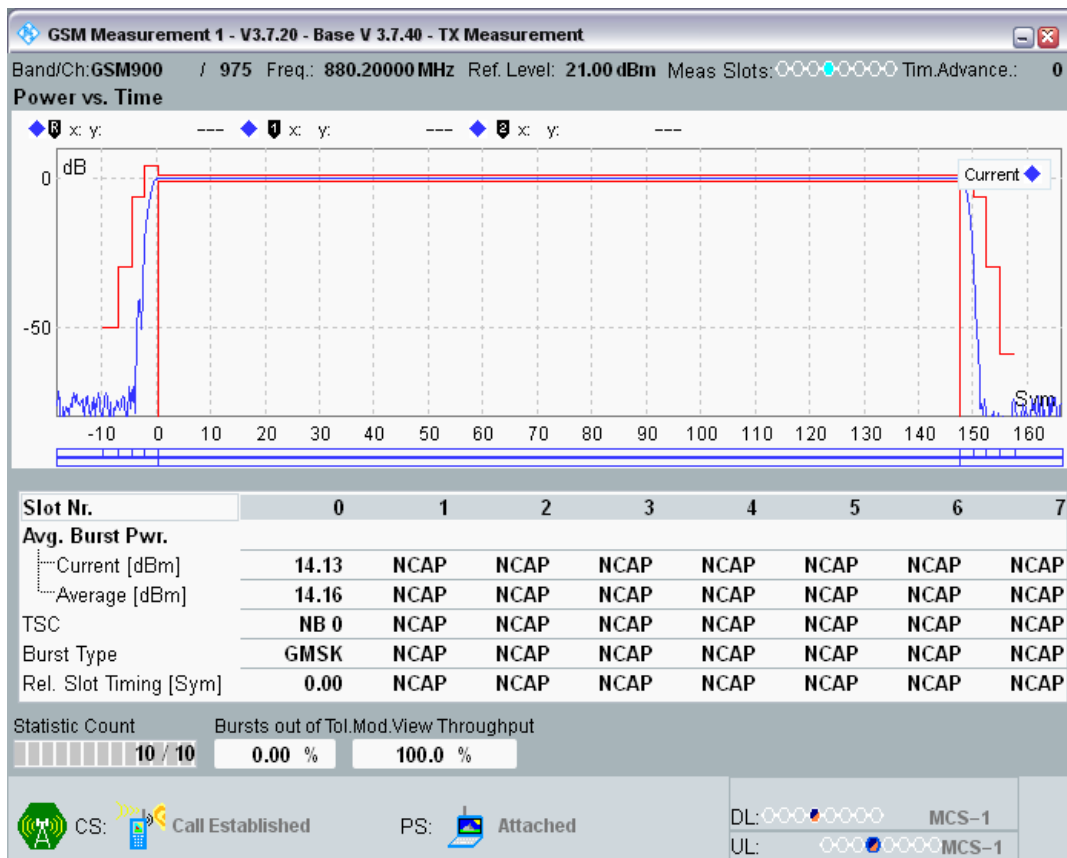 GSM Measurement 1 - V3.7.20 - Base V 3.7.40 - TX Measurement
Band/Ch:GSM900 / 975 Freq.: 880.20000 MHz Ref. Level: 21.00 dBm Meas Slots: Tim.Advance.: 0
Power vs. Time
R x: y: --- 1 x: y: --- 2 x: y: ---
dB
Current
0
-50
Sym
-10 0 10 20 30 40 50 60 70 80 90 100 110 120 130 140 150 160
Slot Nr. 0 1 2 3 4 5 6 7
Avg. Burst Pwr.
Current [dBm] 14.13 NCAP NCAP NCAP NCAP NCAP NCAP NCAP
Average [dBm] 14.16 NCAP NCAP NCAP NCAP NCAP NCAP NCAP
TSC NB 0 NCAP NCAP NCAP NCAP NCAP NCAP NCAP
Burst Type GMSK NCAP NCAP NCAP NCAP NCAP NCAP NCAP
Rel. Slot Timing [Sym] 0.00 NCAP NCAP NCAP NCAP NCAP NCAP NCAP
Statistic Count Bursts out of Tol. Mod.View Throughput
10 / 10 0.00 % 100.0 %
CS: Call Established PS: Attached
DL: MCS-1
UL: MCS-1